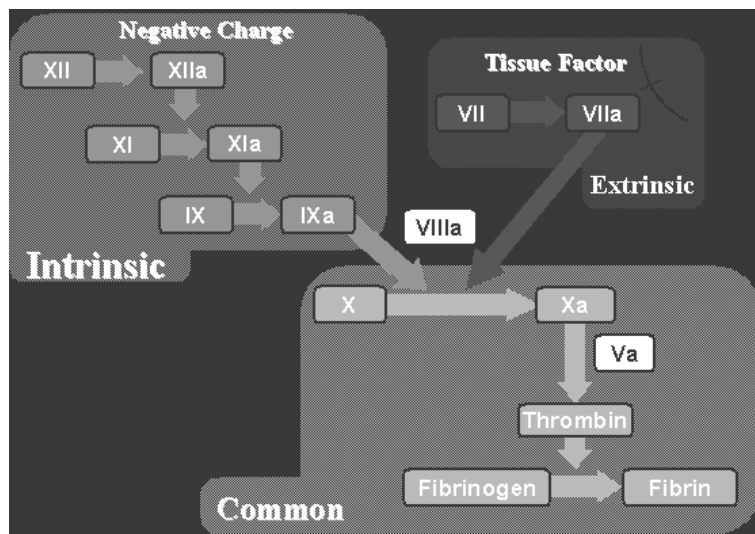 Negative Charge
XII
XIIa
XI
XIa
IX
IXa
Intrinsic
Tissue Factor
VII
VIIa
Extrinsic
VIIIa
X
Xa
Va
Thrombin
Fibrinogen
Fibrin
Common